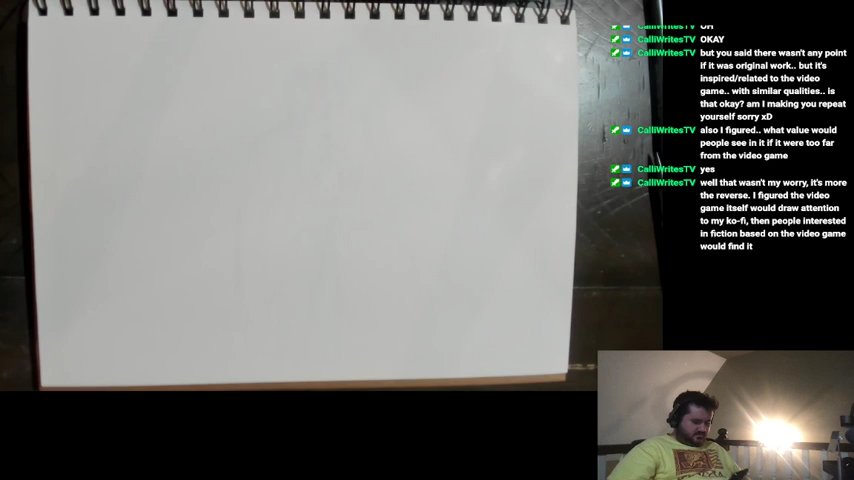 CalliWritesTV OH
CalliWritesTV OKAY
CalliWritesTV but you said there wasn't any point
if it was original work.. but it's
inspired/related to the video
game.. with similar qualities.. is
that okay? am I making you repeat
yourself sorry xD
CalliWritesTV also I figured.. what value would
people see in it if it were too far
from the video game
CalliWritesTV yes
CalliWritesTV well that wasn't my worry, it's more
the reverse. I figured the video
game itself would draw attention
to my ko-fi, then people interested
in fiction based on the video game
would find it